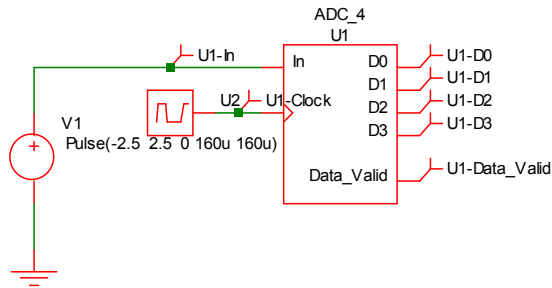 ADC_4
U1
U1-In
In
D0
U1-D0
D1
U1-D1
U2
U1-Clock
D2
U1-D2
V1
D3
U1-D3
Pulse(-2.5 2.5 0 160u 160u)
Data_Valid
U1-Data_Valid